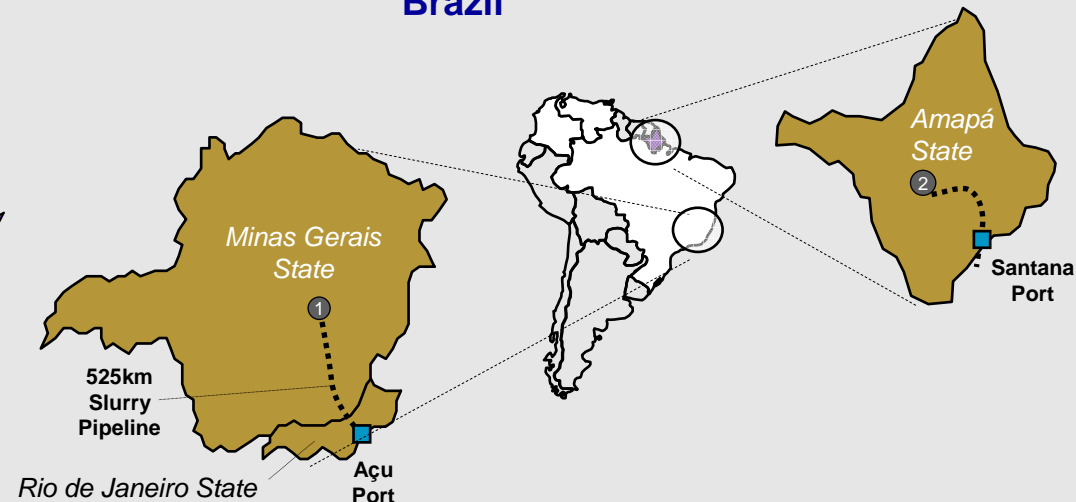 Brazil
Minas Gerais
State
1
525km
Slurry
Pipeline
Rio de Janeiro State
Açu
Port
Amapá
State
2
Santana
Port